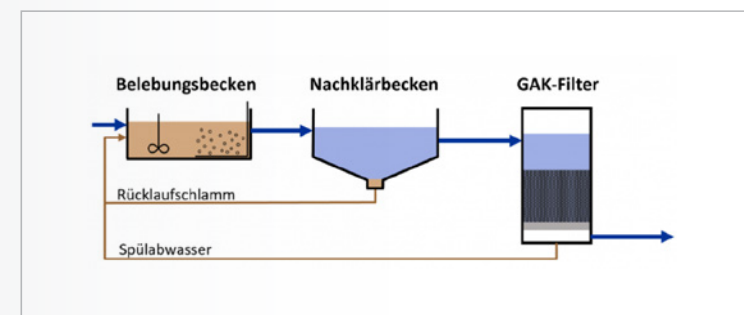 Belebungsbecken
Nachklärbecken
GAK-Filter
Rücklaufschlamm
Spülabwasser